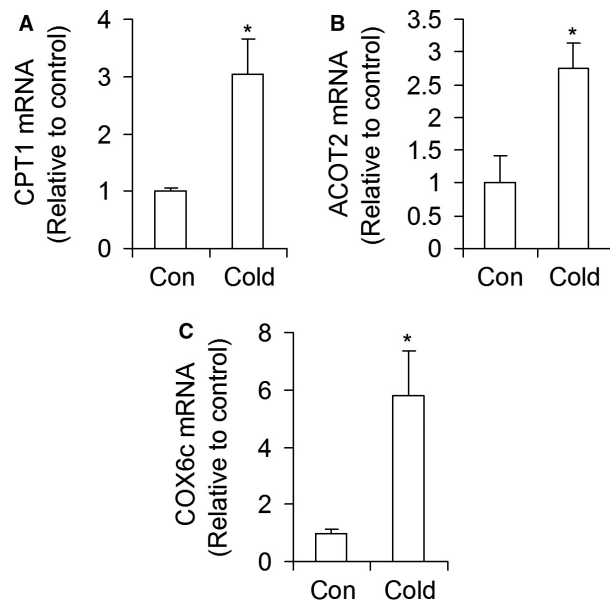 A
CPT1 mRNA
(Relative to control)
4
3
2
1
0
*
Con Cold
B
ACOT2 mRNA
(Relative to control)
3.5
3
2.5
2
1.5
1
0.5
0
*
Con Cold
C
COX6c mRNA
(Relative to control)
8
6
4
2
0
*
Con Cold